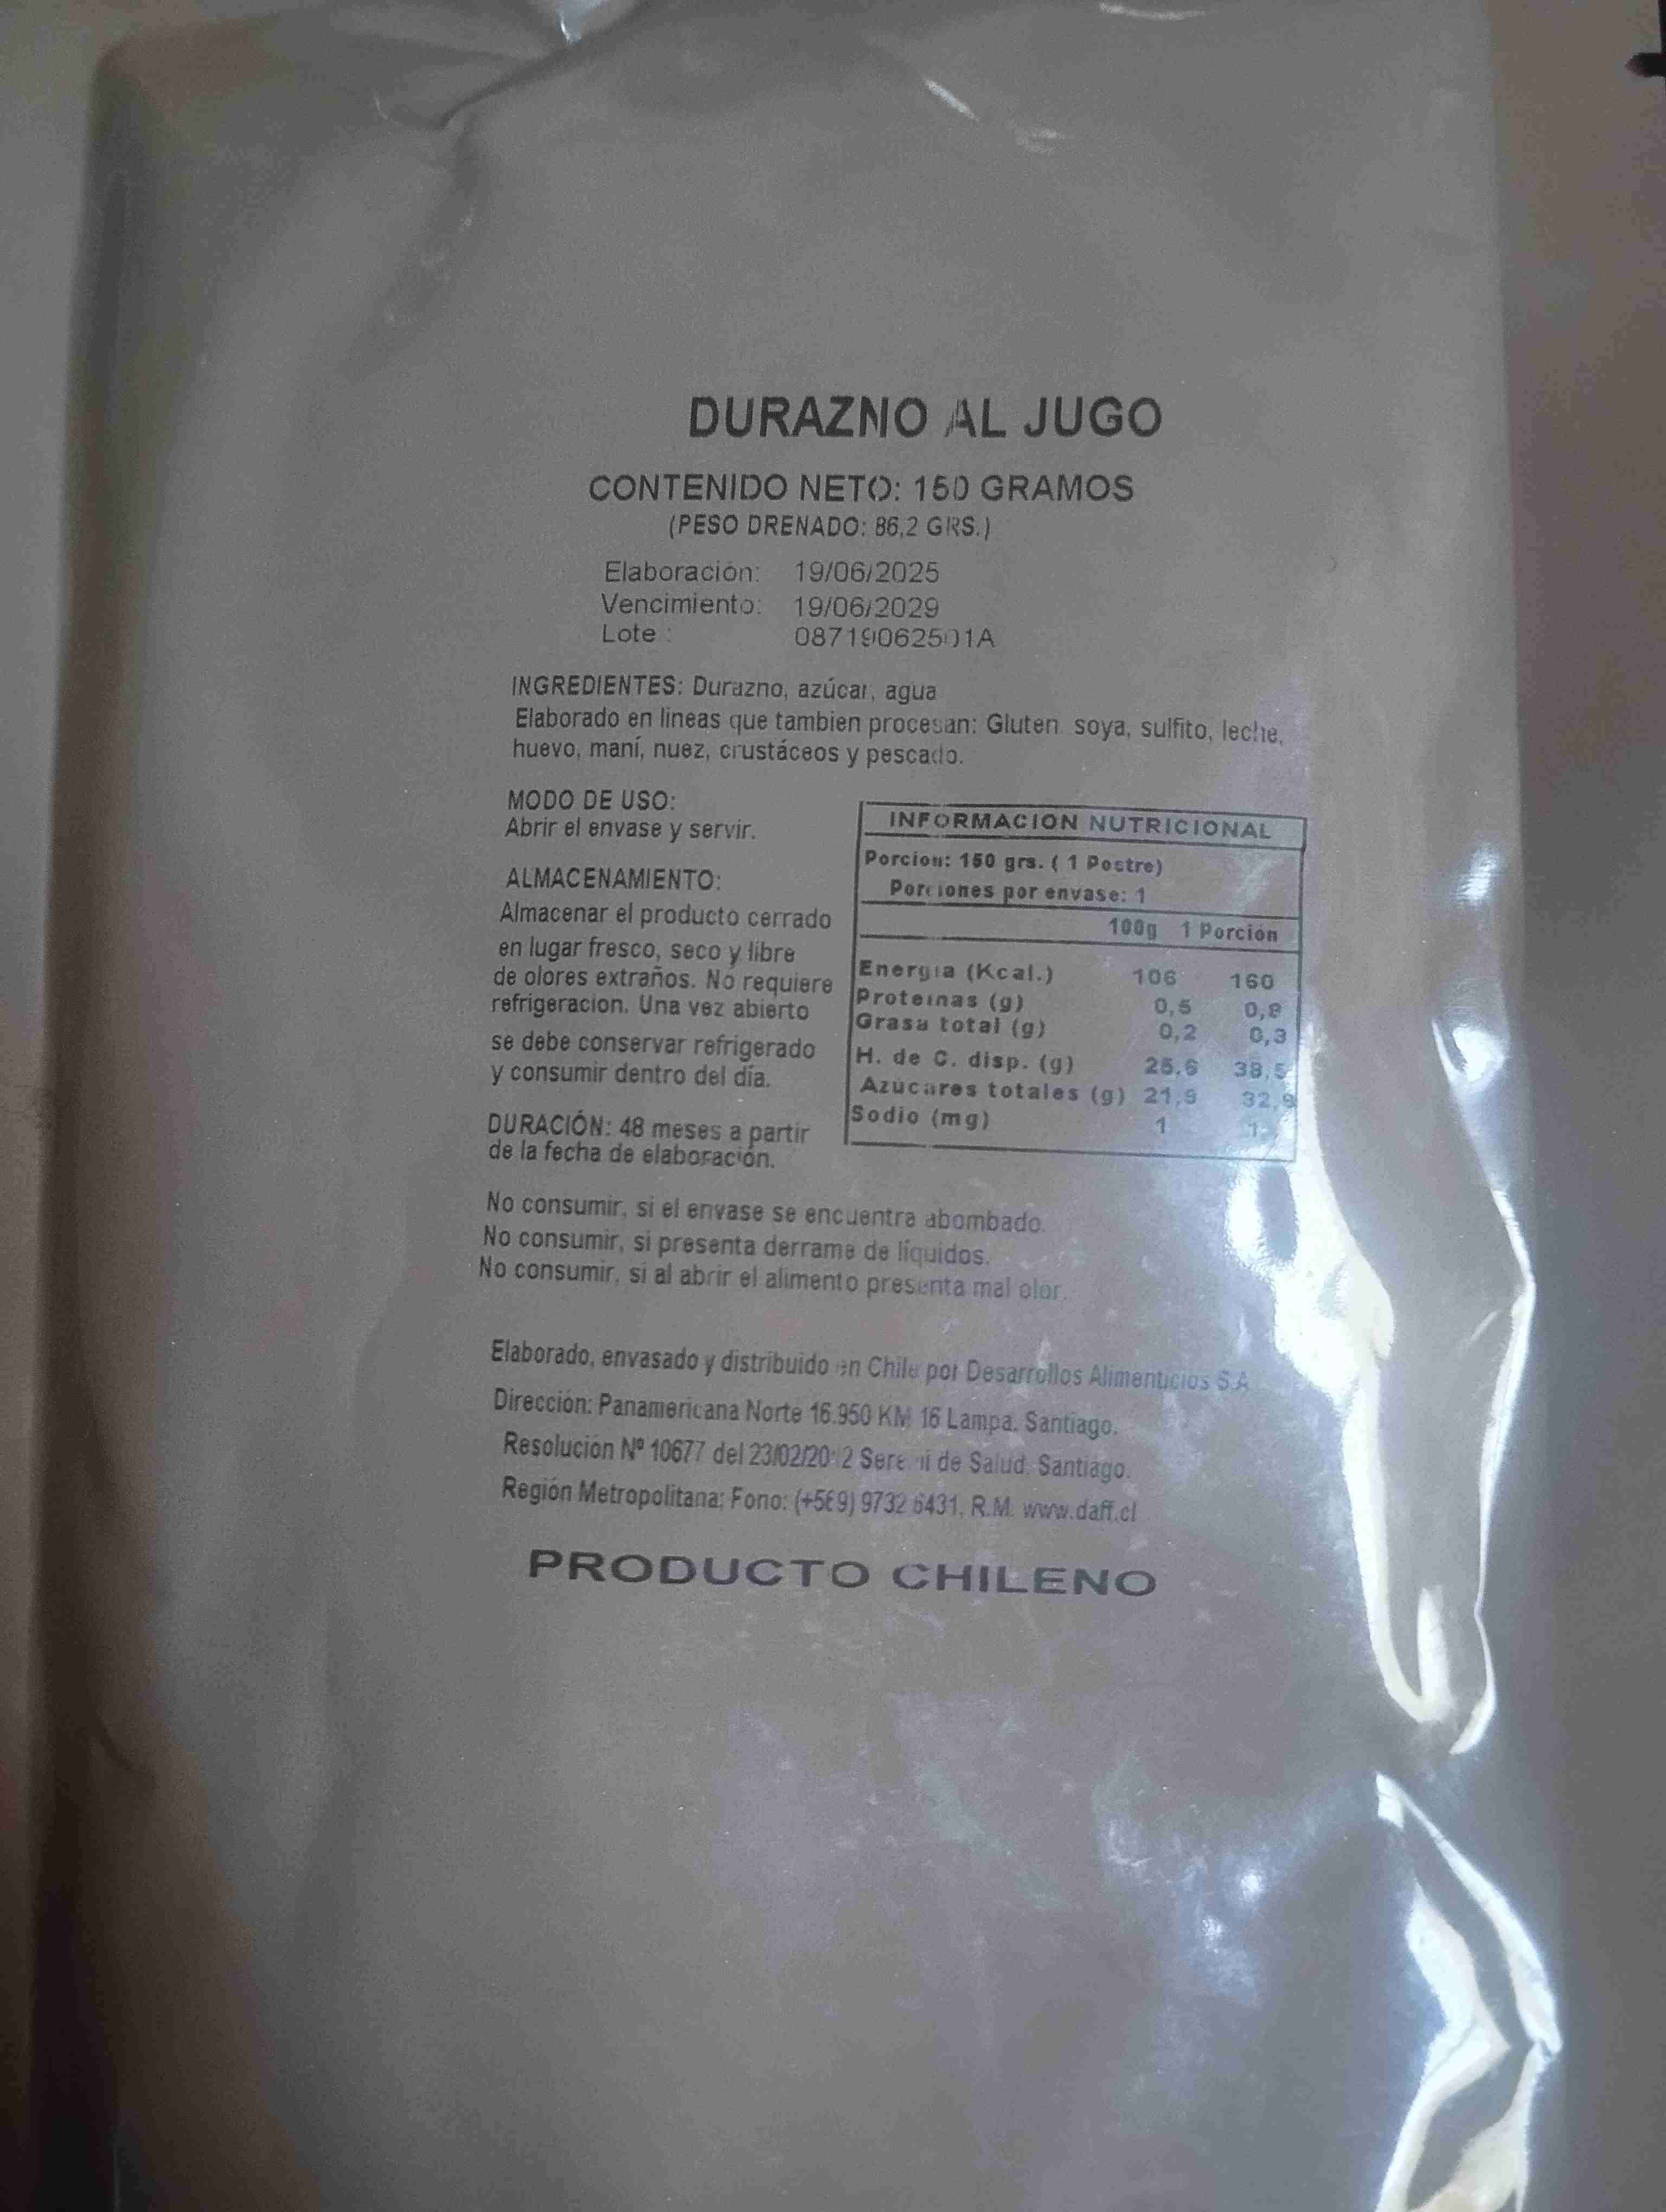 DURAZNO AL JUGO
CONTENIDO NETO: 150 GRAMOS
(PESO DRENADO: 86,2 GRS.)
Elaboración: 19/06/2025
Vencimiento: 19/06/2029
Lote : 08719062501A
INGREDIENTES: Durazno, azúcar, agua
Elaborado en lineas que tambien procesan: Gluten. soya, sulfito, leche,
huevo, maní, nuez, crustáceos y pescado.
MODO DE USO:
Abrir el envase y servir.
ALMACENAMIENTO:
Almacenar el producto cerrado
en lugar fresco, seco y libre
de olores extraños. No requiere
refrigeracion. Una vez abierto
se debe conservar refrigerado
y consumir dentro del día.
DURACIÓN: 48 meses a partir
de la fecha de elaboración.
INFORMACION NUTRICIONAL
Porcion: 150 grs. ( 1 Postre)
Porciones por envase: 1
100g 1 Porción
Energia (Kcal.) 106 160
Proteinas (g) 0,5 0,8
Grasa total (g) 0,2 0,3
H. de C. disp. (g) 25,6 38,5
Azúcares totales (g) 21,9 32,9
Sodio (mg) 1 1
No consumir, si el envase se encuentra abombado.
No consumir, si presenta derrame de líquidos.
No consumir, si al abrir el alimento presenta mal olor.
Elaborado, envasado y distribuido en Chile por Desarrollos Alimenticios S.A
Dirección: Panamericana Norte 16.950 KM 16 Lampa. Santiago.
Resolución Nº 10677 del de Salud. Santiago.
Región Metropolitana; Fono: (+569) 9732 6431, R.M. www.daff.cl
PRODUCTO CHILENO